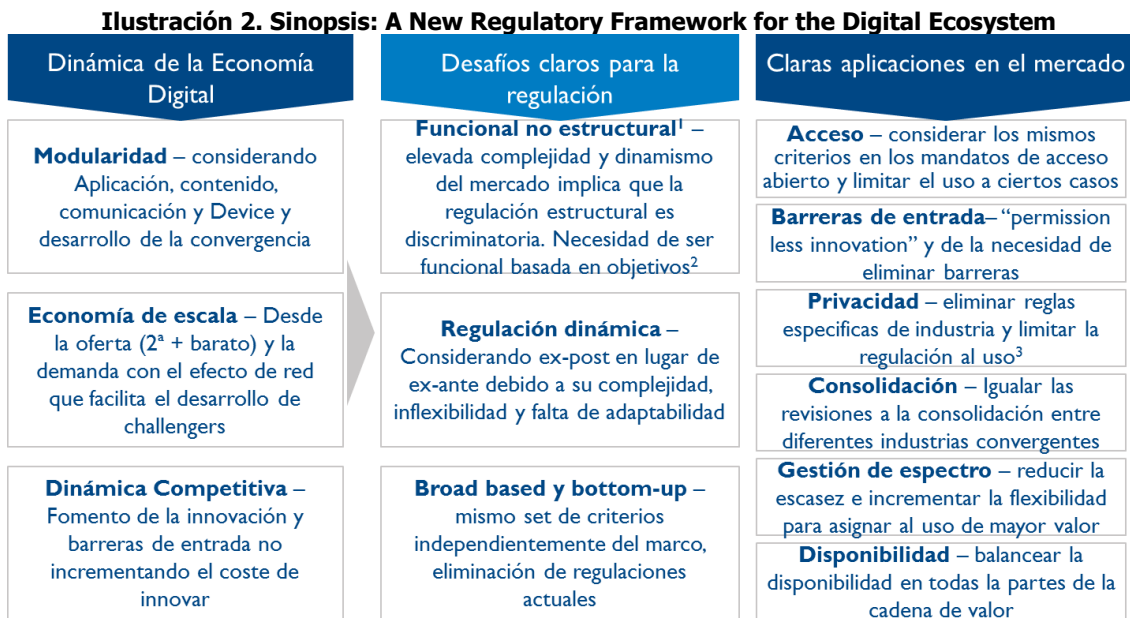 Ilustración 2. Sinopsis: A New Regulatory Framework for the Digital Ecosystem
Dinámica de la Economía
Digital
Modularidad – considerando
Aplicación, contenido,
comunicación y Device y
desarrollo de la convergencia
Economía de escala – Desde
la oferta (2ª + barato) y la
demanda con el efecto de red
que facilita el desarrollo de
challengers
Dinámica Competitiva –
Fomento de la innovación y
barreras de entrada no
incrementando el coste de
innovar
Desafíos claros para la
regulación
Funcional no estructural¹ –
elevada complejidad y dinamismo
del mercado implica que la
regulación estructural es
discriminatoria. Necesidad de ser
funcional basada en objetivos²
Regulación dinámica –
Considerando ex-post en lugar de
ex-ante debido a su complejidad,
inflexibilidad y falta de adaptabilidad
Broad based y bottom-up –
mismo set de criterios
independientemente del marco,
eliminación de regulaciones
actuales
Claras aplicaciones en el mercado
Acceso – considerar los mismos
criterios en los mandatos de acceso
abierto y limitar el uso a ciertos casos
Barreras de entrada– “permission
less innovation” y de la necesidad de
eliminar barreras
Privacidad – eliminar reglas
especificas de industria y limitar la
regulación al uso³
Consolidación – Igualar las
revisiones a la consolidación entre
diferentes industrias convergentes
Gestión de espectro – reducir la
escasez e incrementar la flexibilidad
para asignar al uso de mayor valor
Disponibilidad – balancear la
disponibilidad en todas la partes de la
cadena de valor